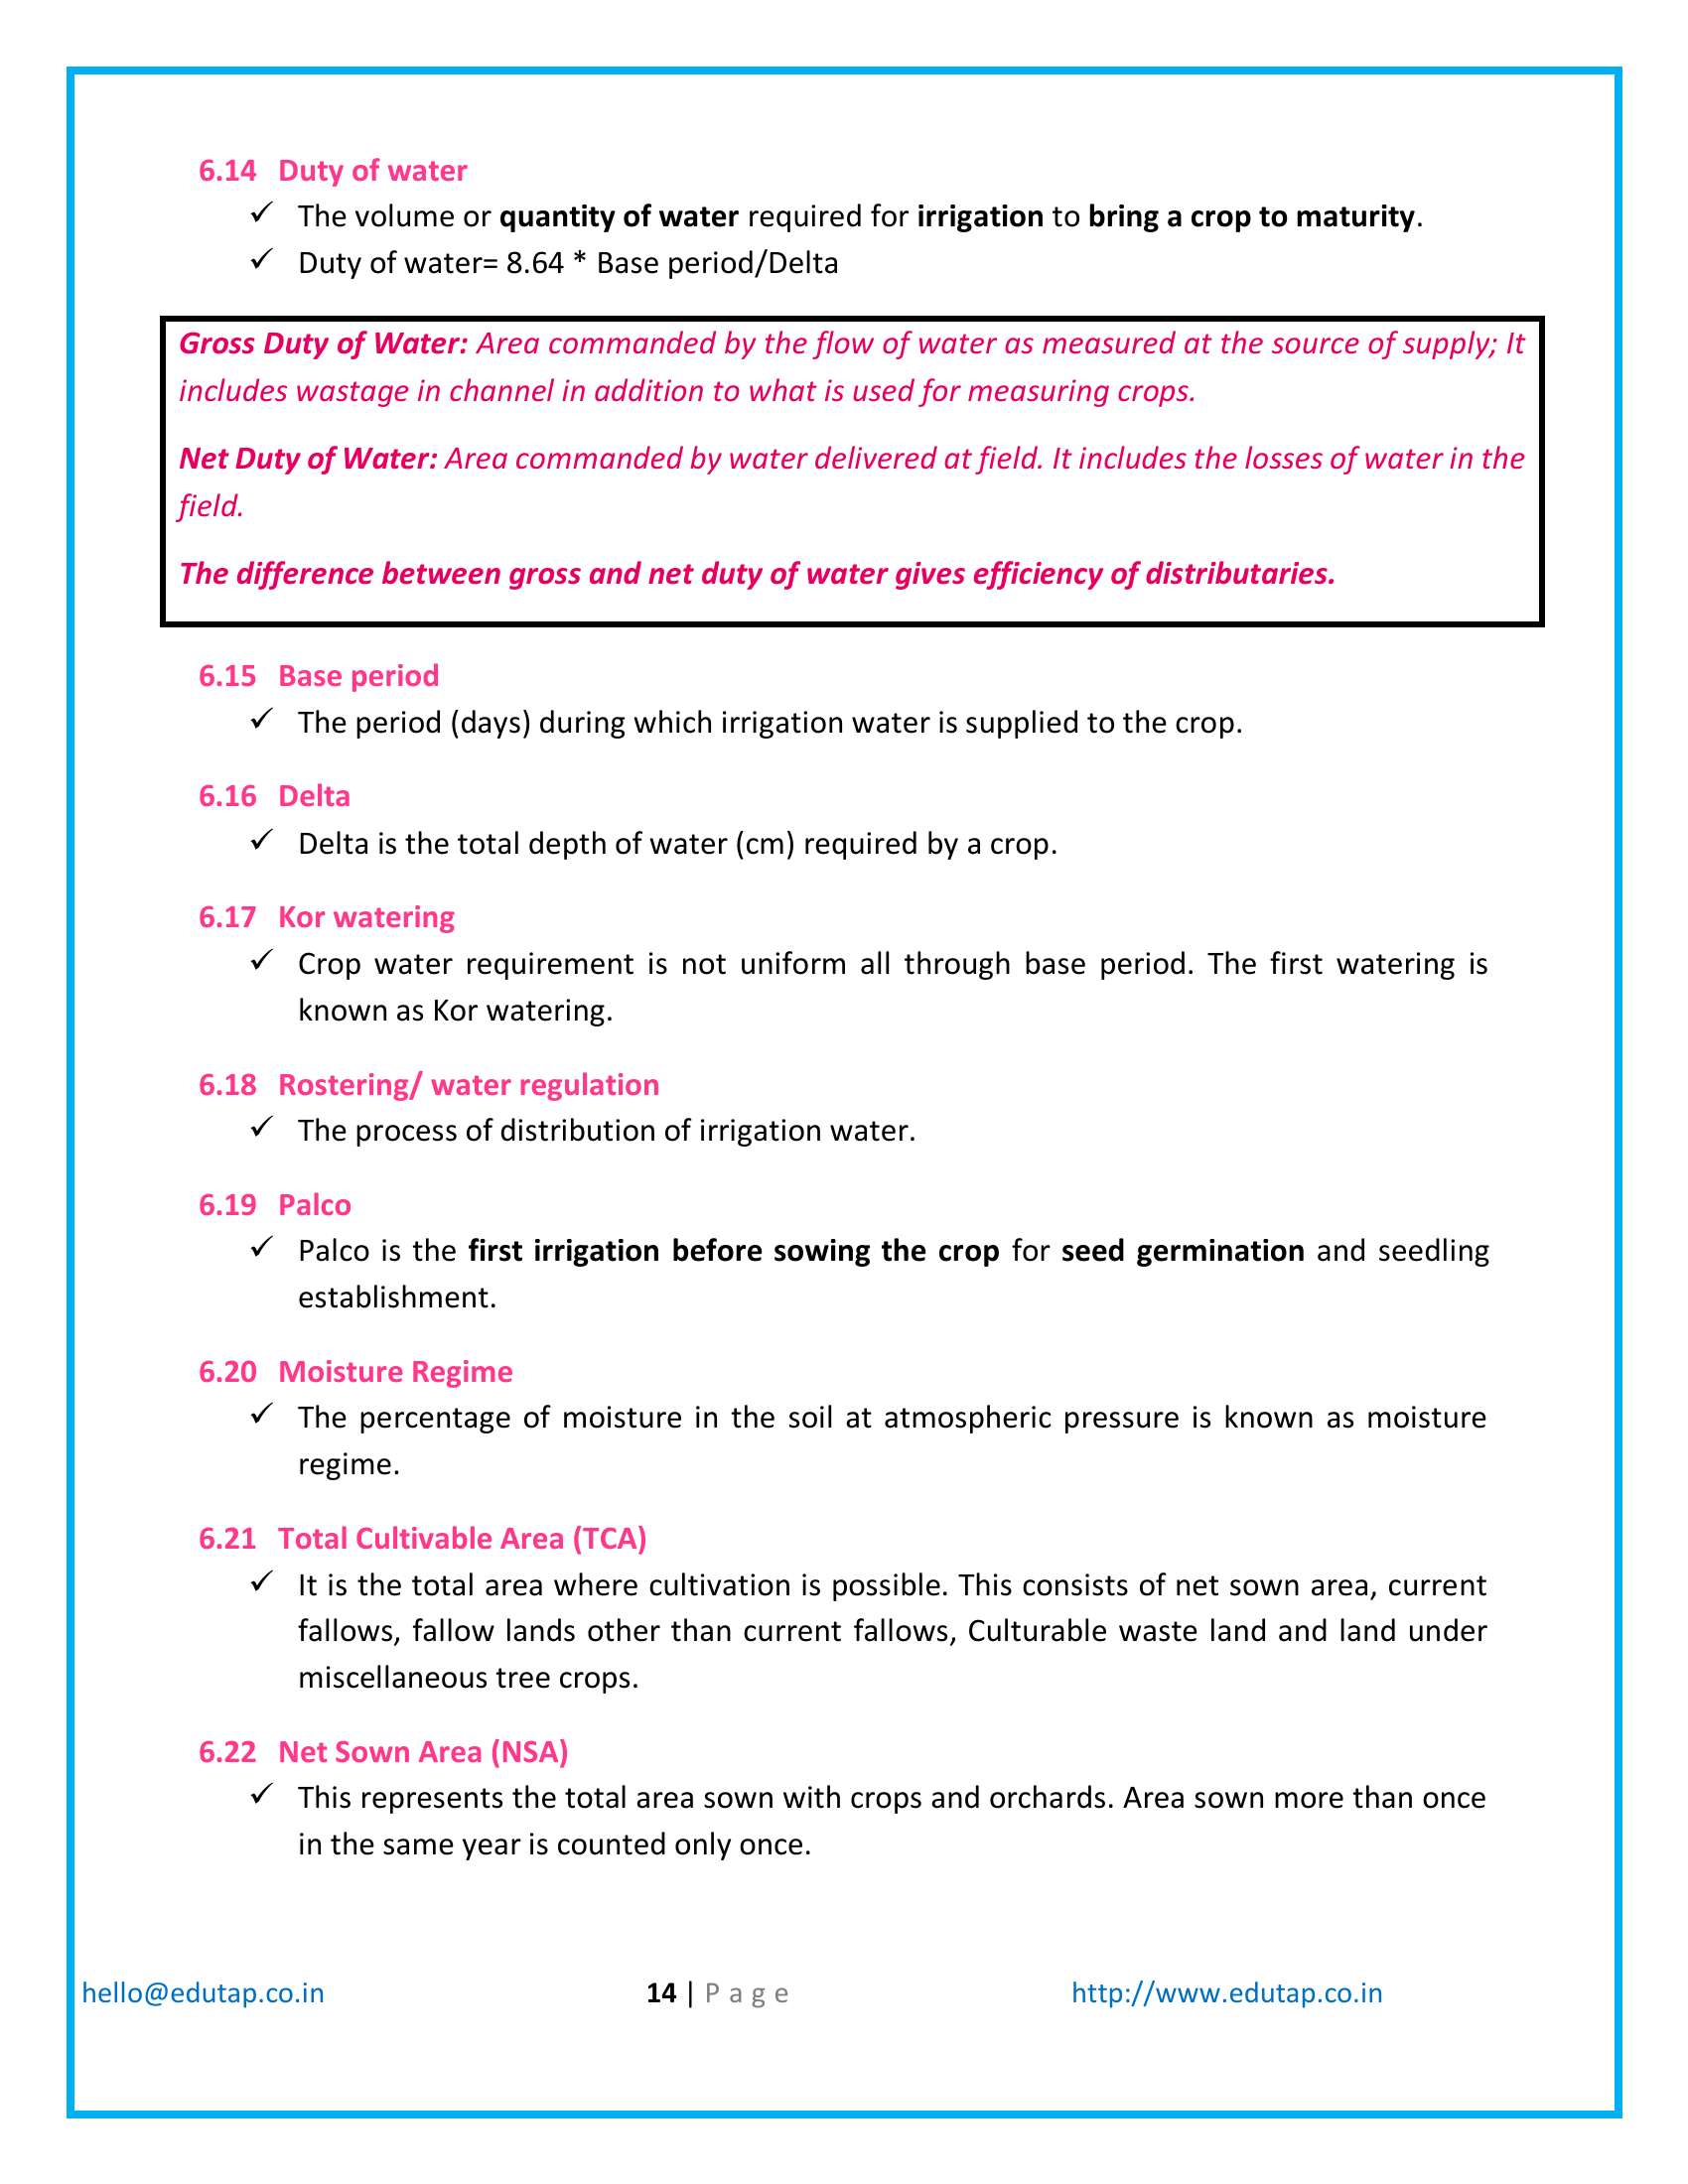 6.14 Duty of water
✓ The volume or quantity of water required for irrigation to bring a crop to maturity.
✓ Duty of water= 8.64 * Base period/Delta
Gross Duty of Water: Area commanded by the flow of water as measured at the source of supply; It
includes wastage in channel in addition to what is used for measuring crops.
Net Duty of Water: Area commanded by water delivered at field. It includes the losses of water in the
field.
The difference between gross and net duty of water gives efficiency of distributaries.
6.15 Base period
✓ The period (days) during which irrigation water is supplied to the crop.
6.16 Delta
✓ Delta is the total depth of water (cm) required by a crop.
6.17 Kor watering
✓ Crop water requirement is not uniform all through base period. The first watering is
known as Kor watering.
6.18 Rostering/ water regulation
✓ The process of distribution of irrigation water.
6.19 Palco
✓ Palco is the first irrigation before sowing the crop for seed germination and seedling
establishment.
6.20 Moisture Regime
✓ The percentage of moisture in the soil at atmospheric pressure is known as moisture
regime.
6.21 Total Cultivable Area (TCA)
✓ It is the total area where cultivation is possible. This consists of net sown area, current
fallows, fallow lands other than current fallows, Culturable waste land and land under
miscellaneous tree crops.
6.22 Net Sown Area (NSA)
✓ This represents the total area sown with crops and orchards. Area sown more than once
in the same year is counted only once.
hello@edutap.co.in 14 | Page http://www.edutap.co.in